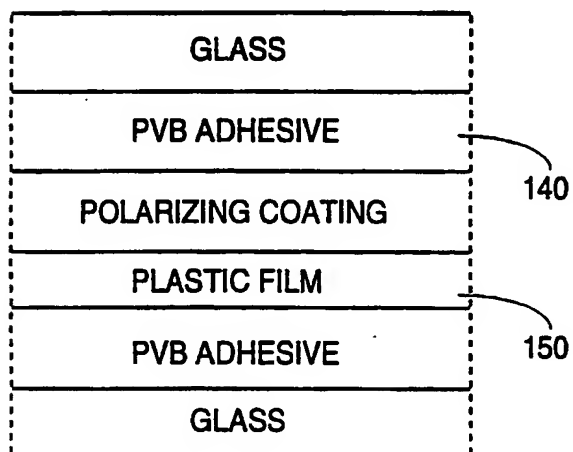 GLASS
PVB ADHESIVE
140
POLARIZING COATING
PLASTIC FILM
150
PVB ADHESIVE
GLASS